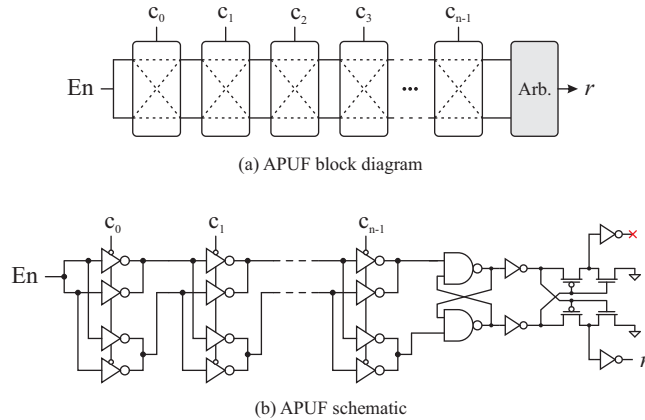 c₀ c₁ c₂ c₃ cₙ₋₁
En Arb. r
(a) APUF block diagram
c₀ c₁ cₙ₋₁
En
r
(b) APUF schematic